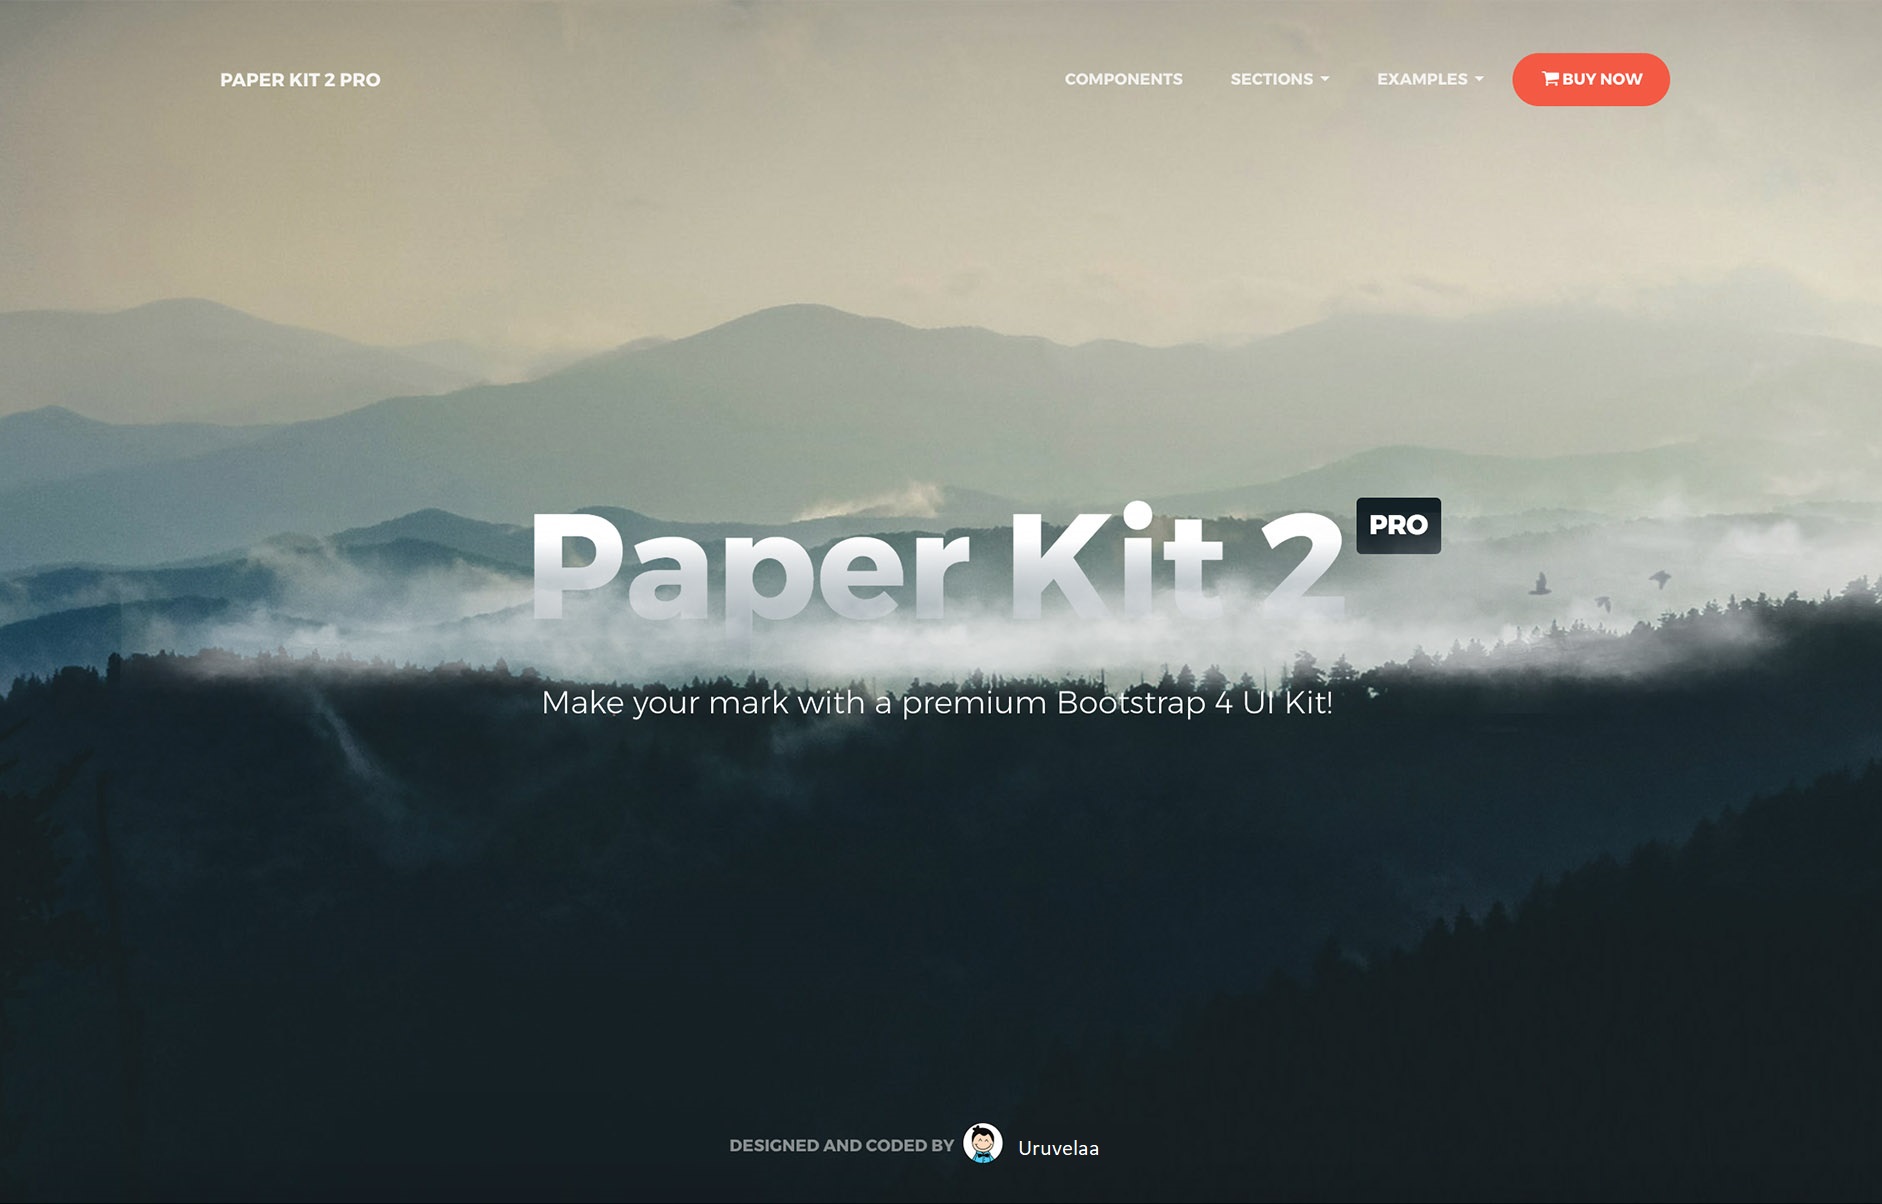 PAPER KIT 2 PRO
COMPONENTS SECTIONS EXAMPLES BUY NOW
Paper Kit 2 PRO
Make your mark with a premium Bootstrap 4 UI Kit!
DESIGNED AND CODED BY Uruvelaa